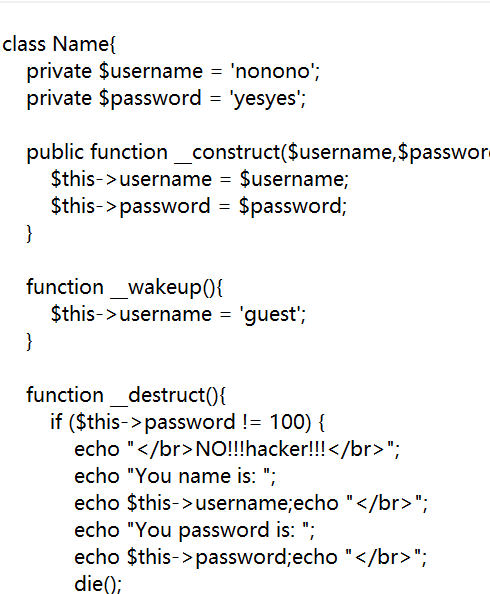 class Name{
    private $username = 'nonono';
    private $password = 'yesyes';
    public function __construct($username,$passwor
        $this->username = $username;
        $this->password = $password;
    }
    function __wakeup(){
        $this->username = 'guest';
    }
    function __destruct(){
        if ($this->password != 100) {
            echo "</br>NO!!!hacker!!!</br>";
            echo "You name is: ";
            echo $this->username;echo "</br>";
            echo "You password is: ";
            echo $this->password;echo "</br>";
            die();